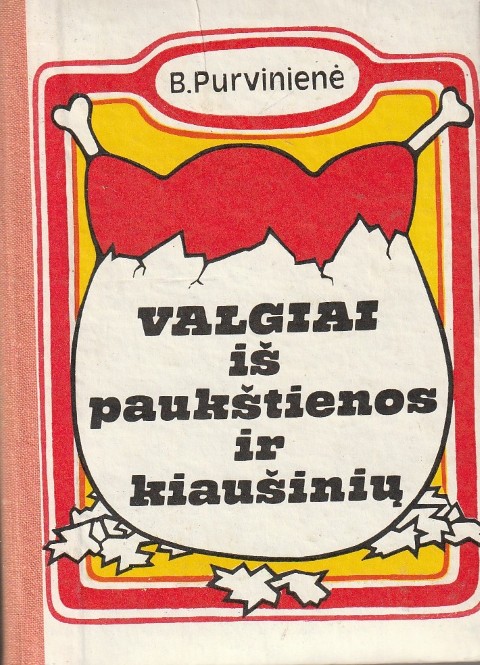 B.Purvinienė
VALGIAI
iš
paukštienos
ir
kiaušinių